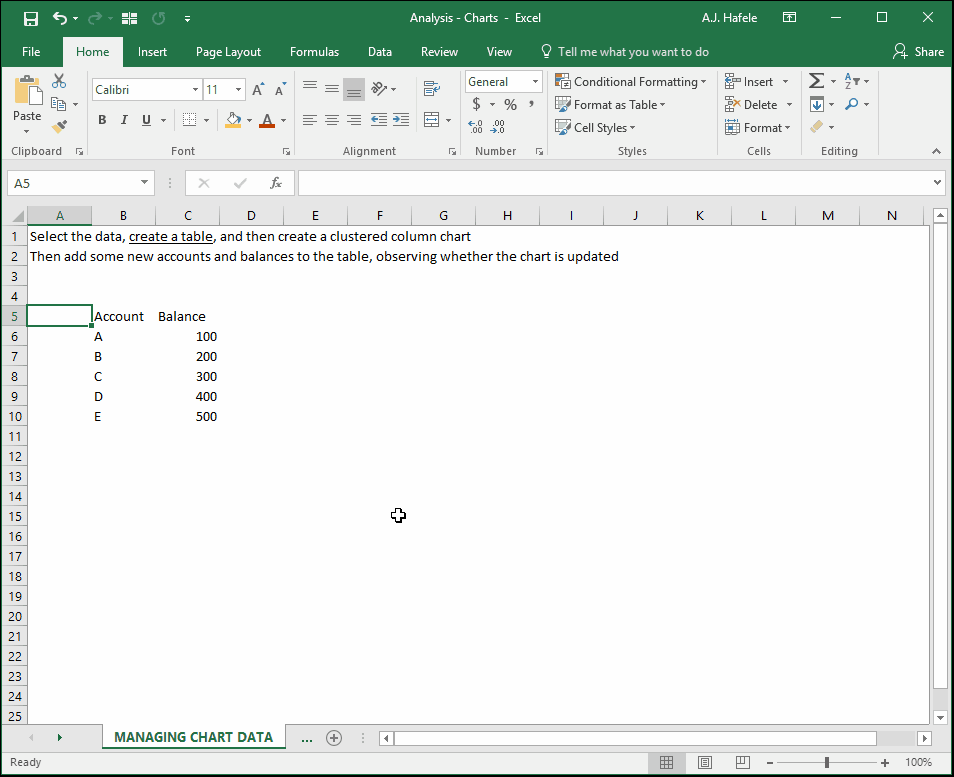 Analysis - Charts - Excel
A.J. Hafele
File Home Insert Page Layout Formulas Data Review View Tell me what you want to do Share
Calibri 11
General
Conditional Formatting
Insert
Paste
$ % ,
Format as Table
Delete
B I U
Cell Styles
Format
Clipboard Font Alignment Number Styles Cells Editing
A5 fx
A B C D E F G H I J K L M N
1 Select the data, create a table, and then create a clustered column chart
2 Then add some new accounts and balances to the table, observing whether the chart is updated
3
4
5 Account Balance
6 A 100
7 B 200
8 C 300
9 D 400
10 E 500
11
12
13
14
15
16
17
18
19
20
21
22
23
24
25
MANAGING CHART DATA ...
Ready 100%